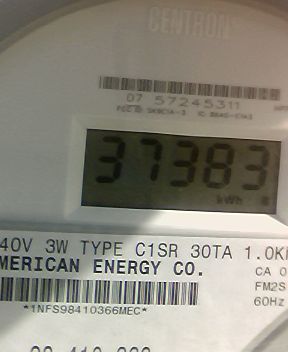 CENTRON
07 57245311
37383
kWh
40V 3W TYPE C1SR 30TA 1.0K
MERICAN ENERGY CO.
CA 0
FM2S
*1NFS98410366MEC*
60Hz